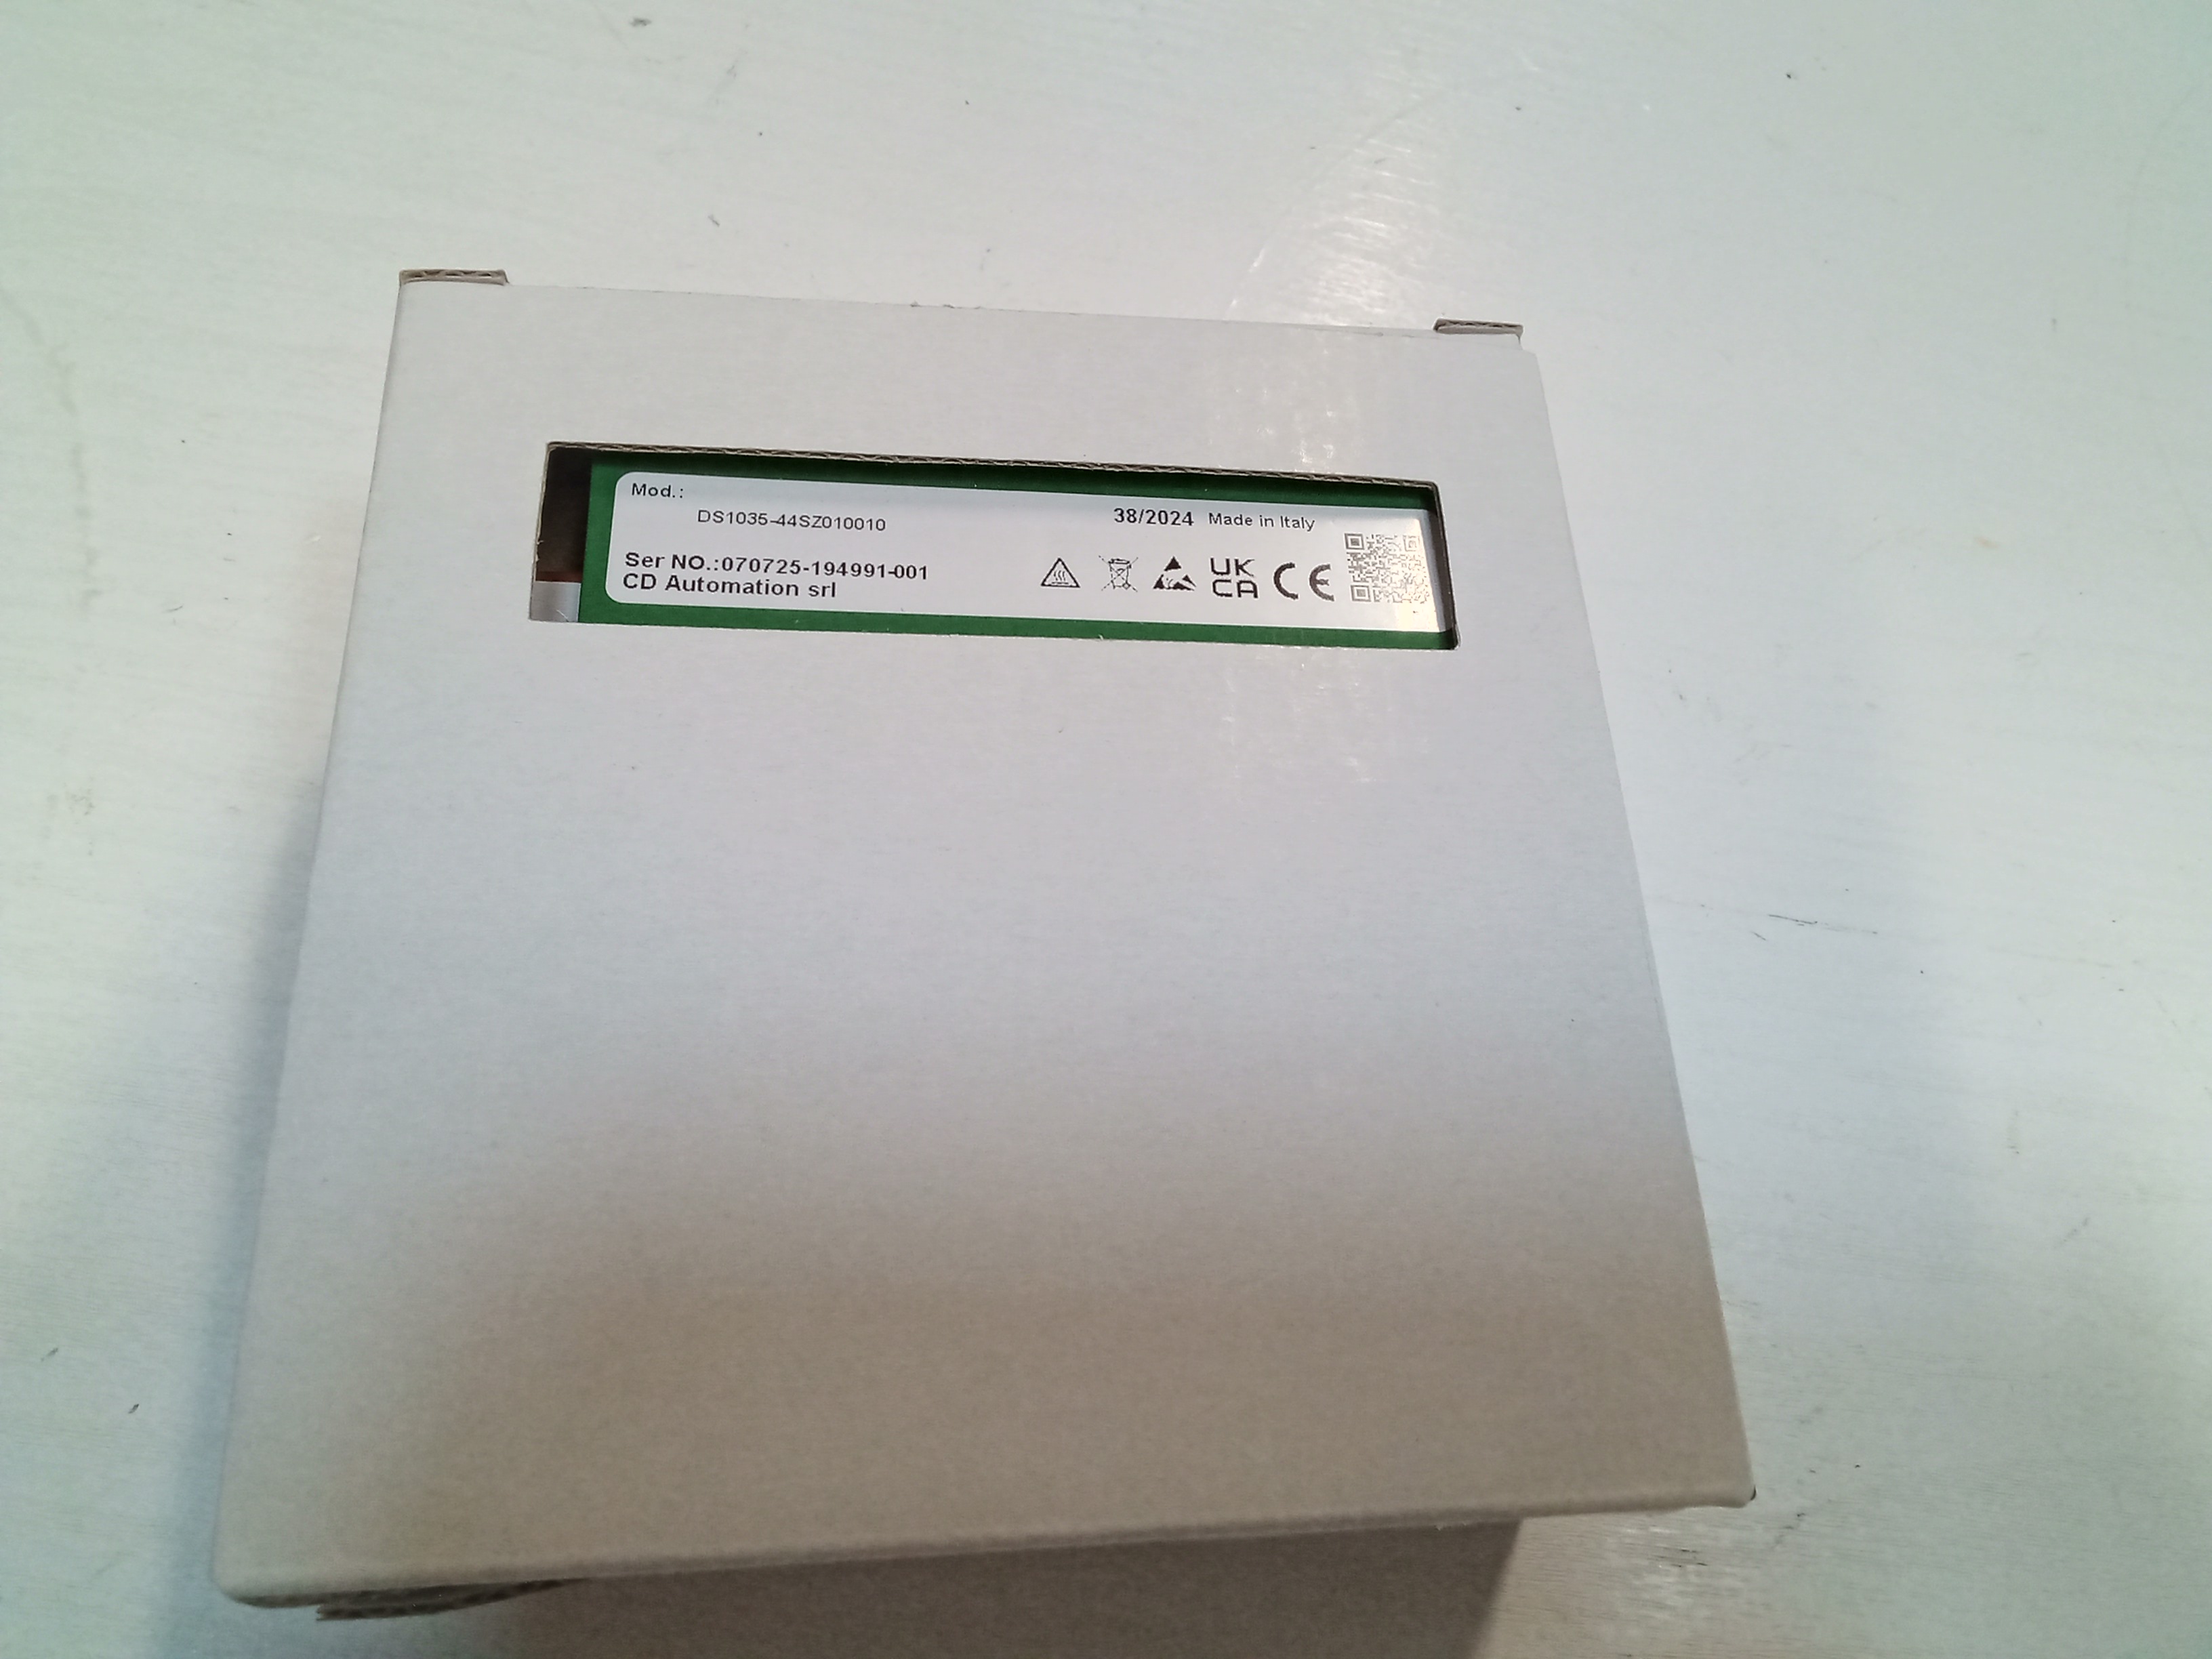 Mod.:
DS1035-44SZ010010
38/2024 Made in Italy
Ser NO.:070725-194991-001
CD Automation srl
UK
CA
CE